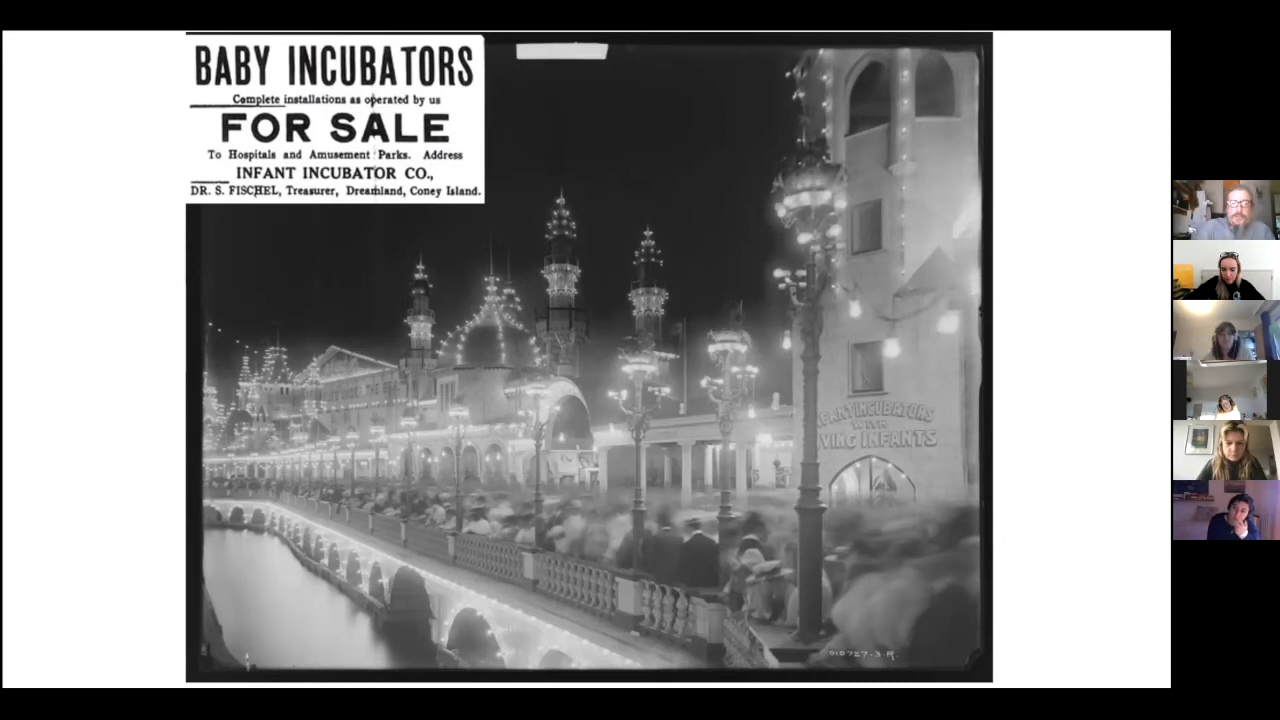 BABY INCUBATORS
Complete installations as operated by us
FOR SALE
To Hospitals and Amusement Parks. Address
INFANT INCUBATOR CO.,
DR. S. FISCHEL, Treasurer, Dreamland, Coney Island.
WITH
INFANTS